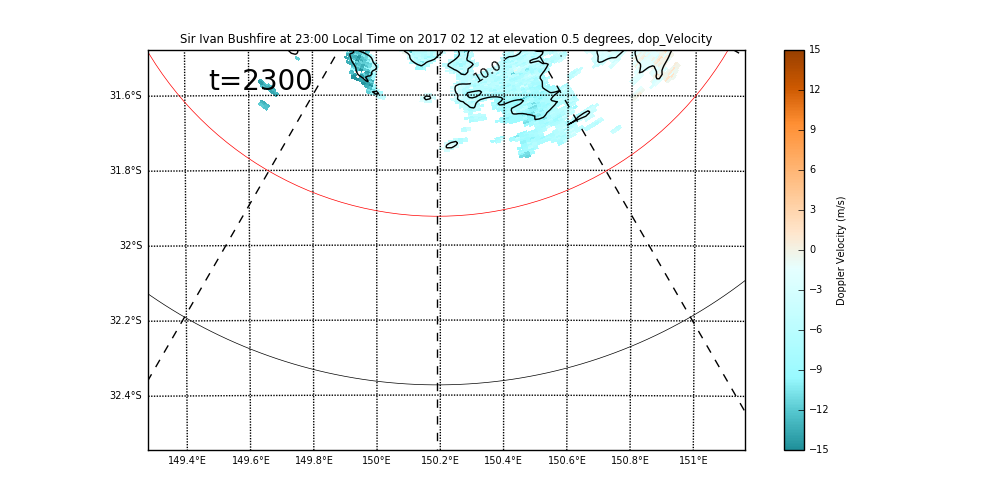 Sir Ivan Bushfire at 23:00 Local Time on 2017 02 12 at elevation 0.5 degrees, dop_Velocity
t=2300
10.0
31.6°S
31.8°S
32°S
32.2°S
32.4°S
149.4°E 149.6°E 149.8°E 150°E 150.2°E 150.4°E 150.6°E 150.8°E 151°E
15
12
9
6
3
0
−3
−6
−9
−12
−15
Doppler Velocity (m/s)